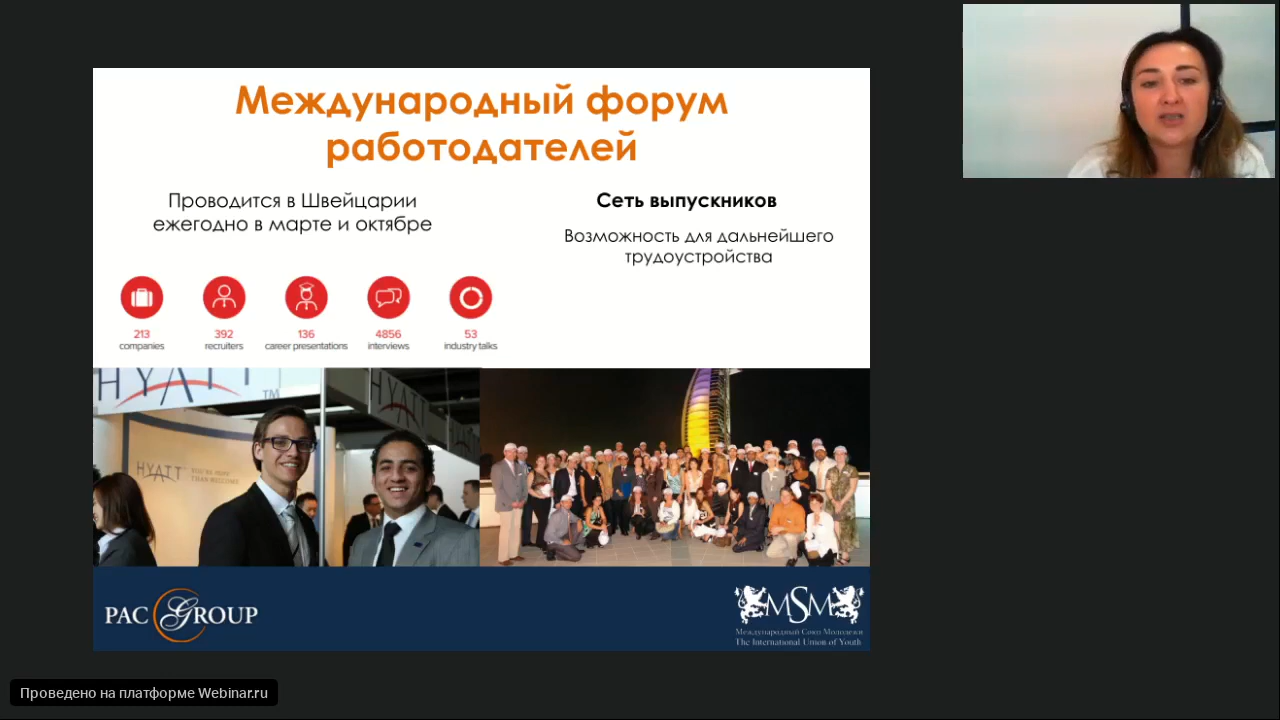 Международный форум
работодателей
Проводится в Швейцарии
ежегодно в марте и октябре
Сеть выпускников
Возможность для дальнейшего
трудоустройства
213
companies
392
recruiters
136
career presentations
4856
interviews
53
industry talks
HYATT
TM
HYATT
HYATT
PAC GROUP
MSM
Международный Союз Молодежи
The International Union of Youth
Проведено на платформе Webinar.ru